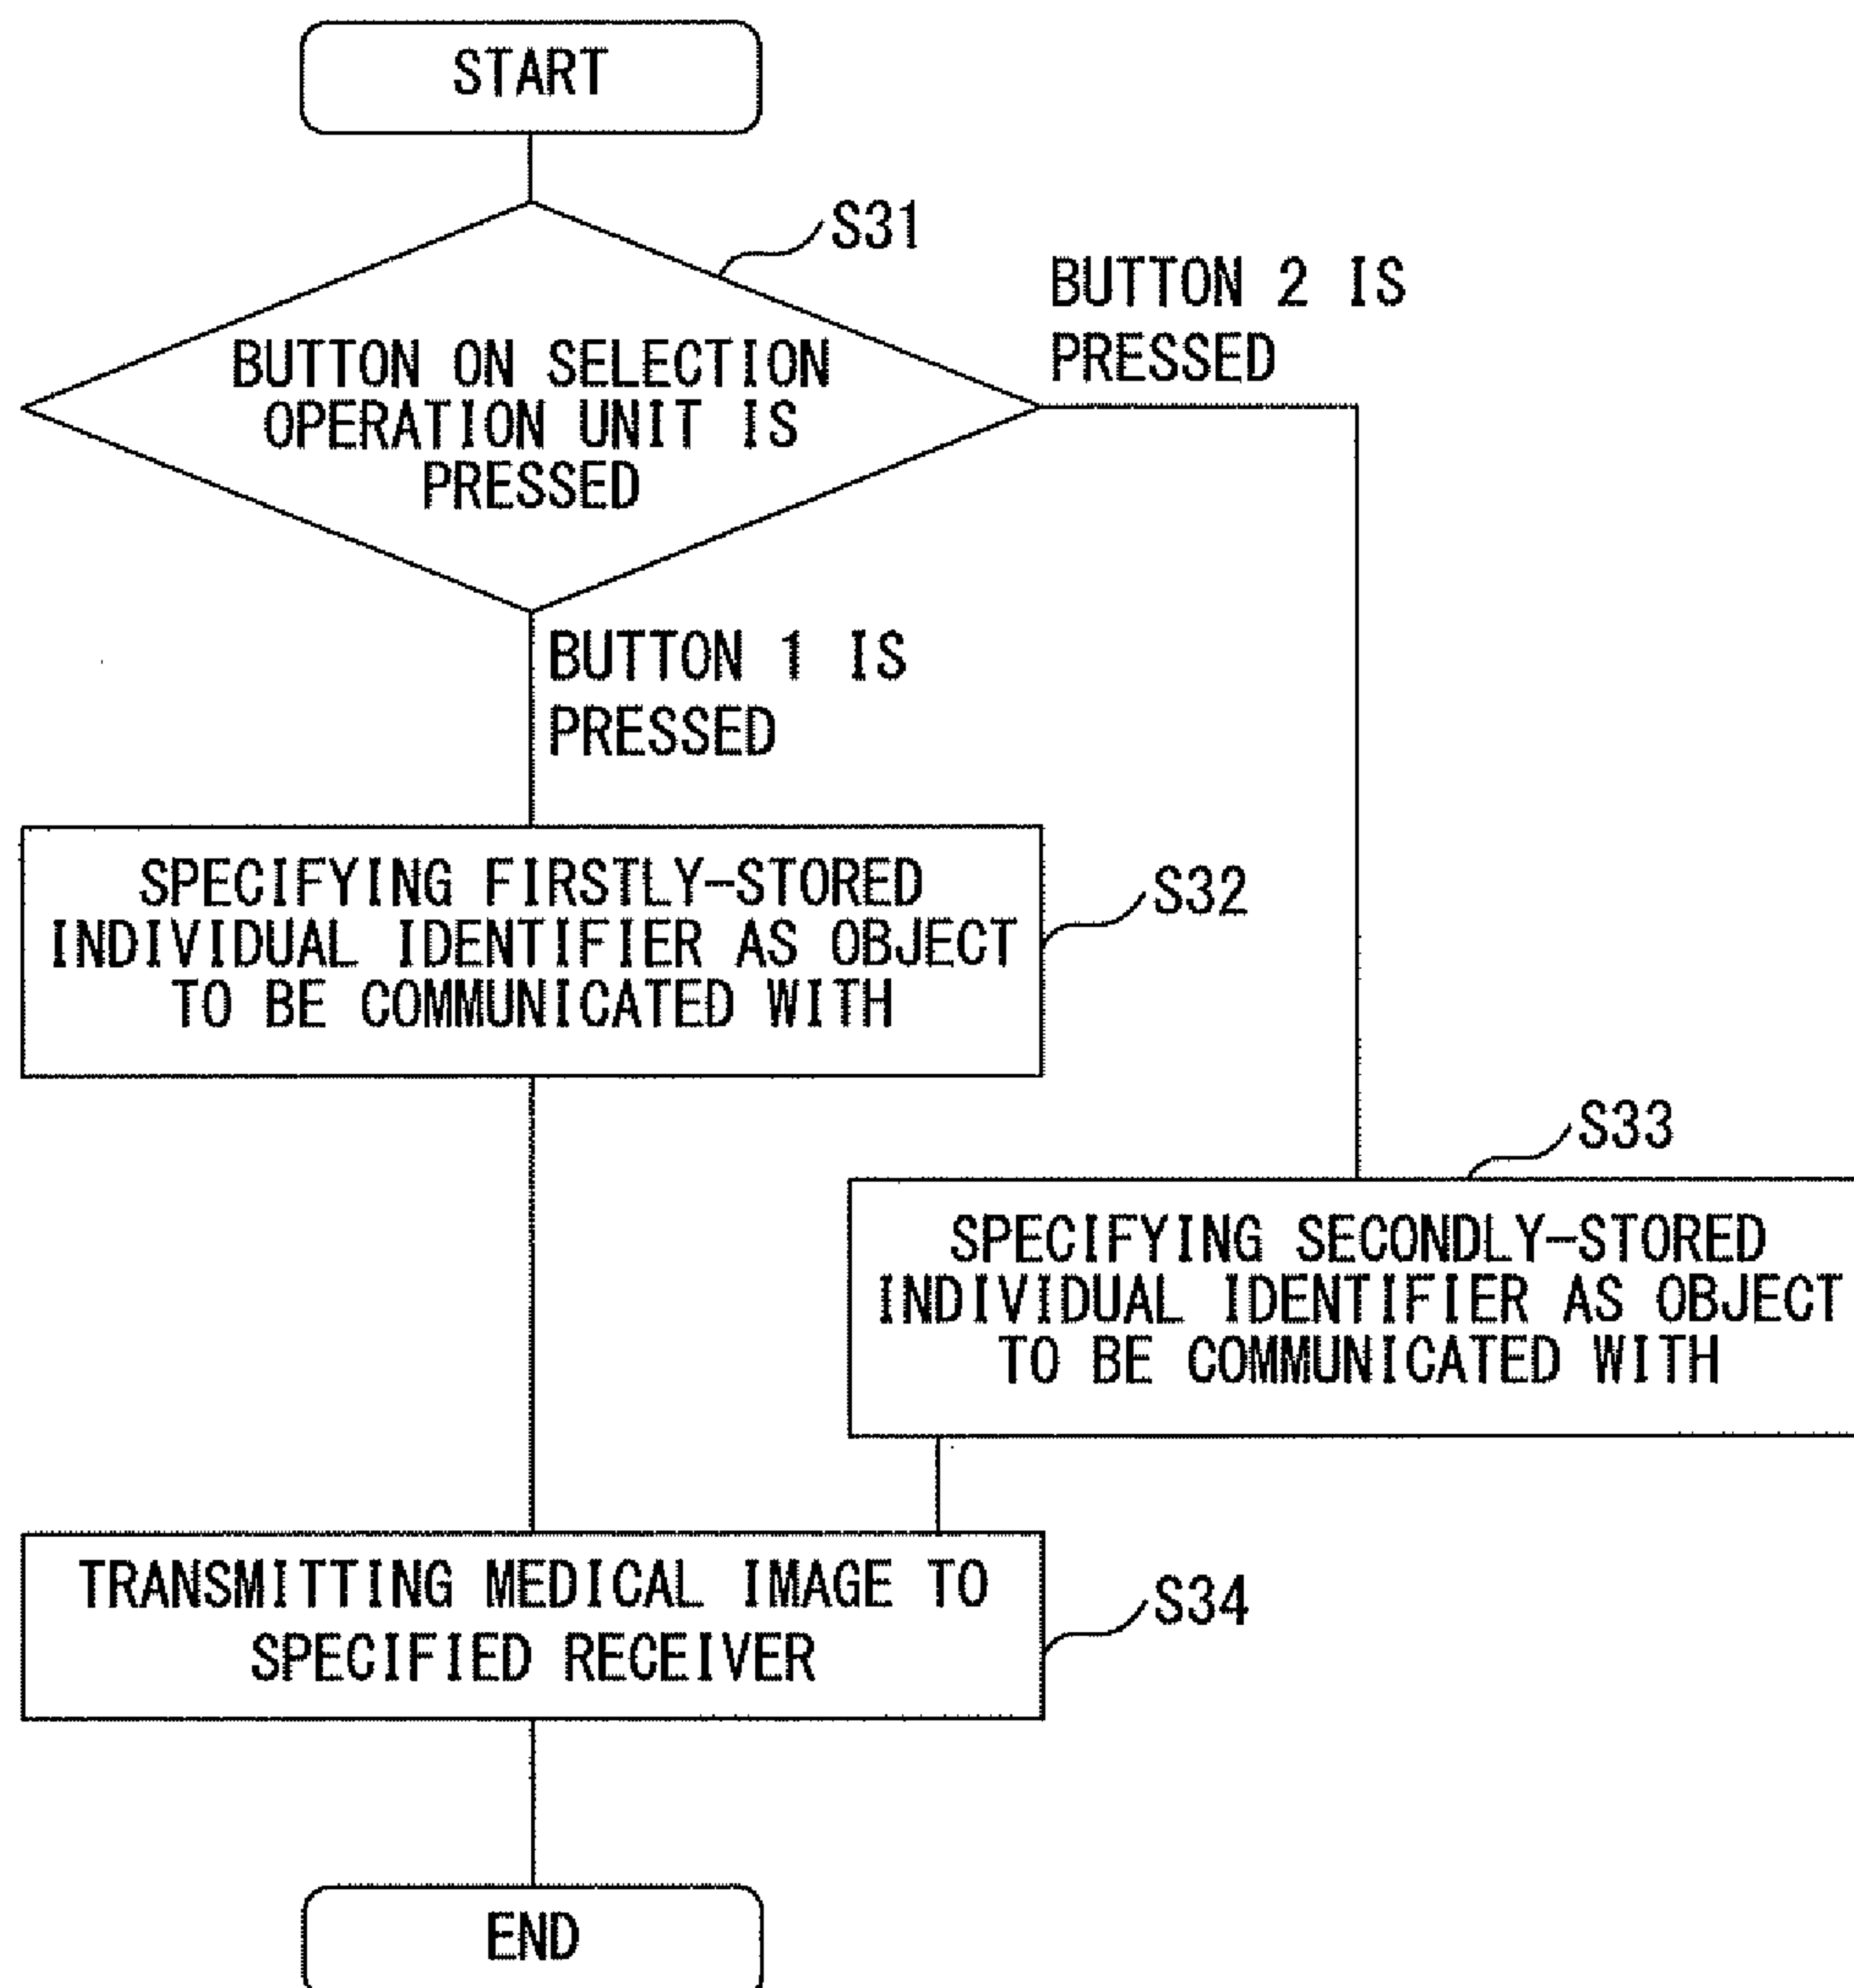 START
S31
BUTTON 2 IS
PRESSED
BUTTON ON SELECTION
OPERATION UNIT IS
PRESSED
BUTTON 1 IS
PRESSED
SPECIFYING FIRSTLY-STORED
INDIVIDUAL IDENTIFIER AS OBJECT
TO BE COMMUNICATED WITH
S32
S33
SPECIFYING SECONDLY-STORED
INDIVIDUAL IDENTIFIER AS OBJECT
TO BE COMMUNICATED WITH
TRANSMITTING MEDICAL IMAGE TO
SPECIFIED RECEIVER
S34
END